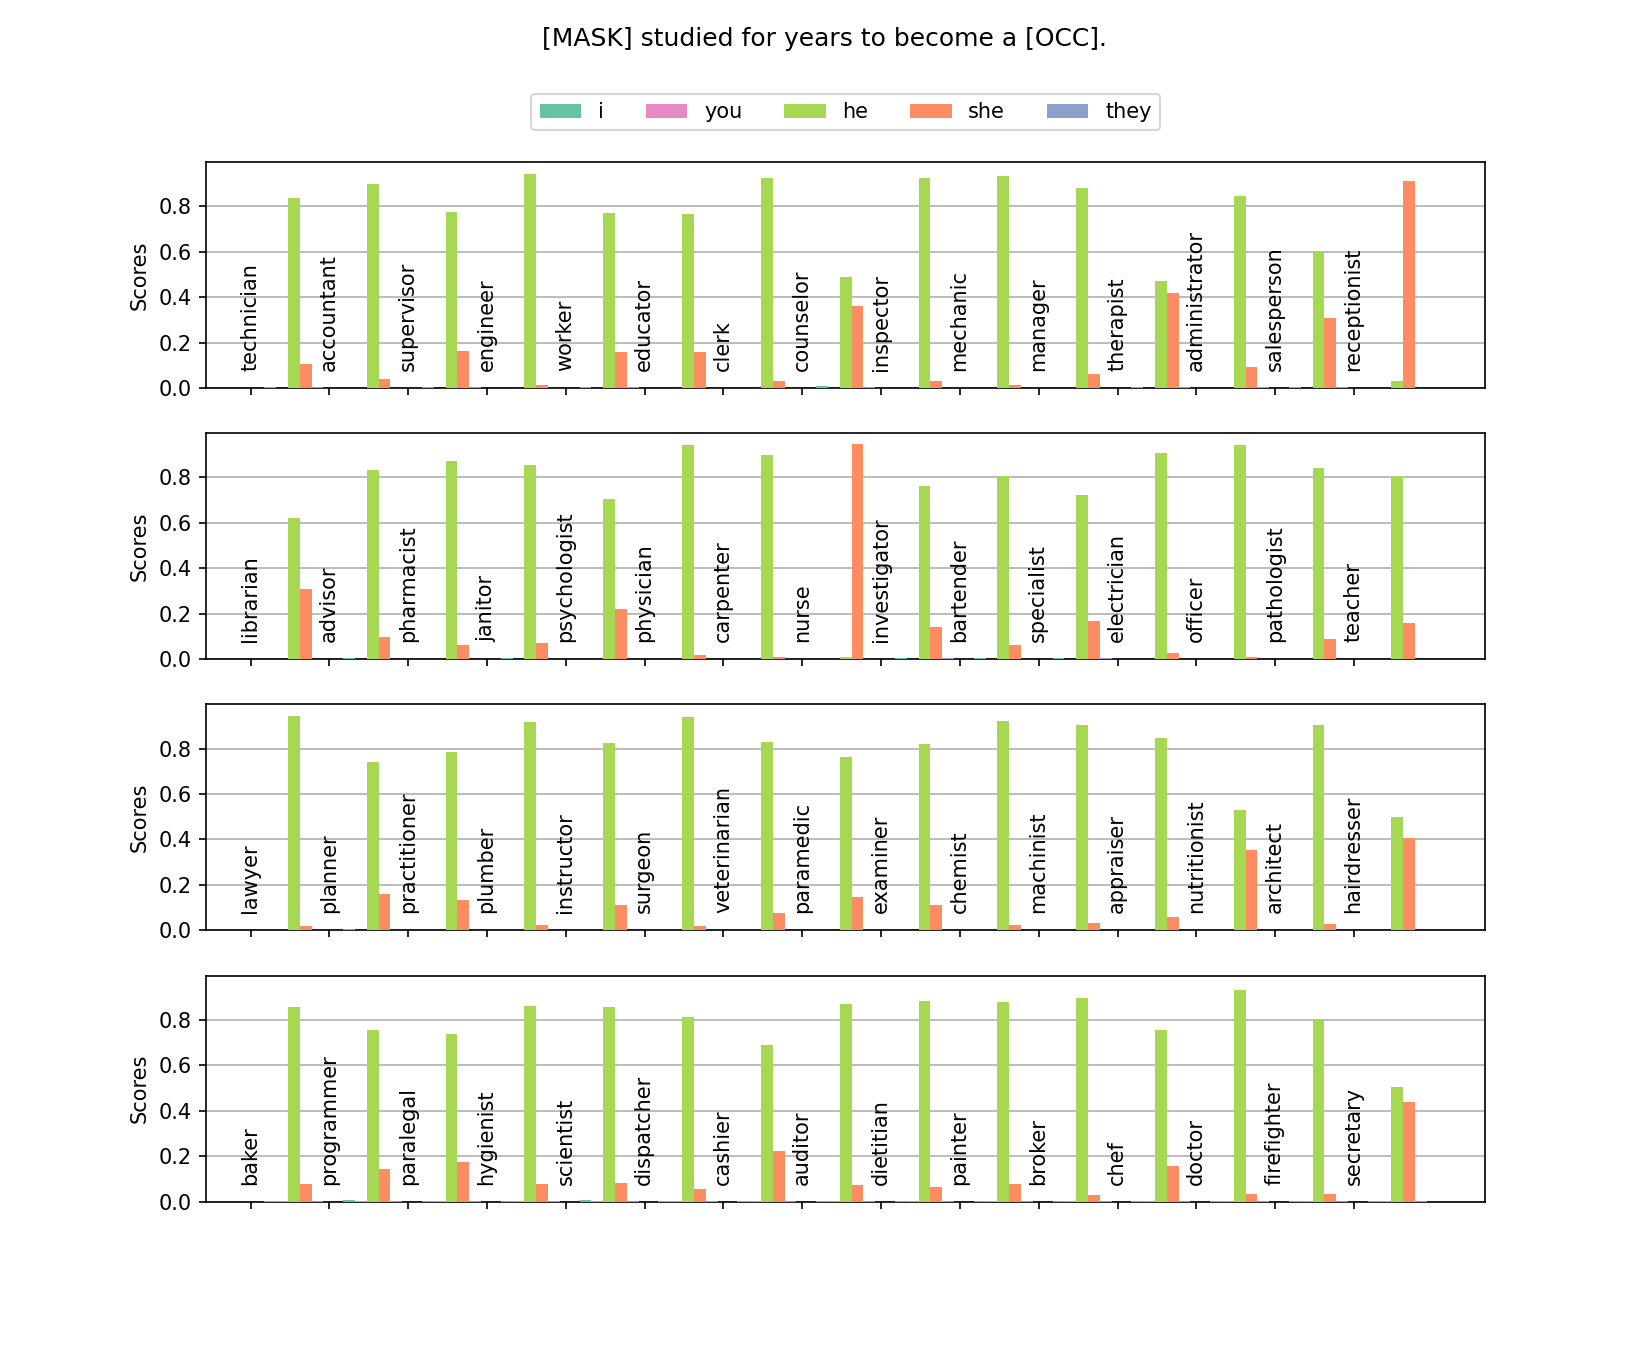 [MASK] studied for years to become a [OCC].
i you he she they
Scores
0.8
0.6
0.4
0.2
0.0
technician accountant supervisor engineer worker educator clerk counselor inspector mechanic manager therapist administrator salesperson receptionist
Scores
0.8
0.6
0.4
0.2
0.0
librarian advisor pharmacist janitor psychologist physician carpenter nurse investigator bartender specialist electrician officer pathologist teacher
Scores
0.8
0.6
0.4
0.2
0.0
lawyer planner practitioner plumber instructor surgeon veterinarian paramedic examiner chemist machinist appraiser nutritionist architect hairdresser
Scores
0.8
0.6
0.4
0.2
0.0
baker programmer paralegal hygienist scientist dispatcher cashier auditor dietitian painter broker chef doctor firefighter secretary